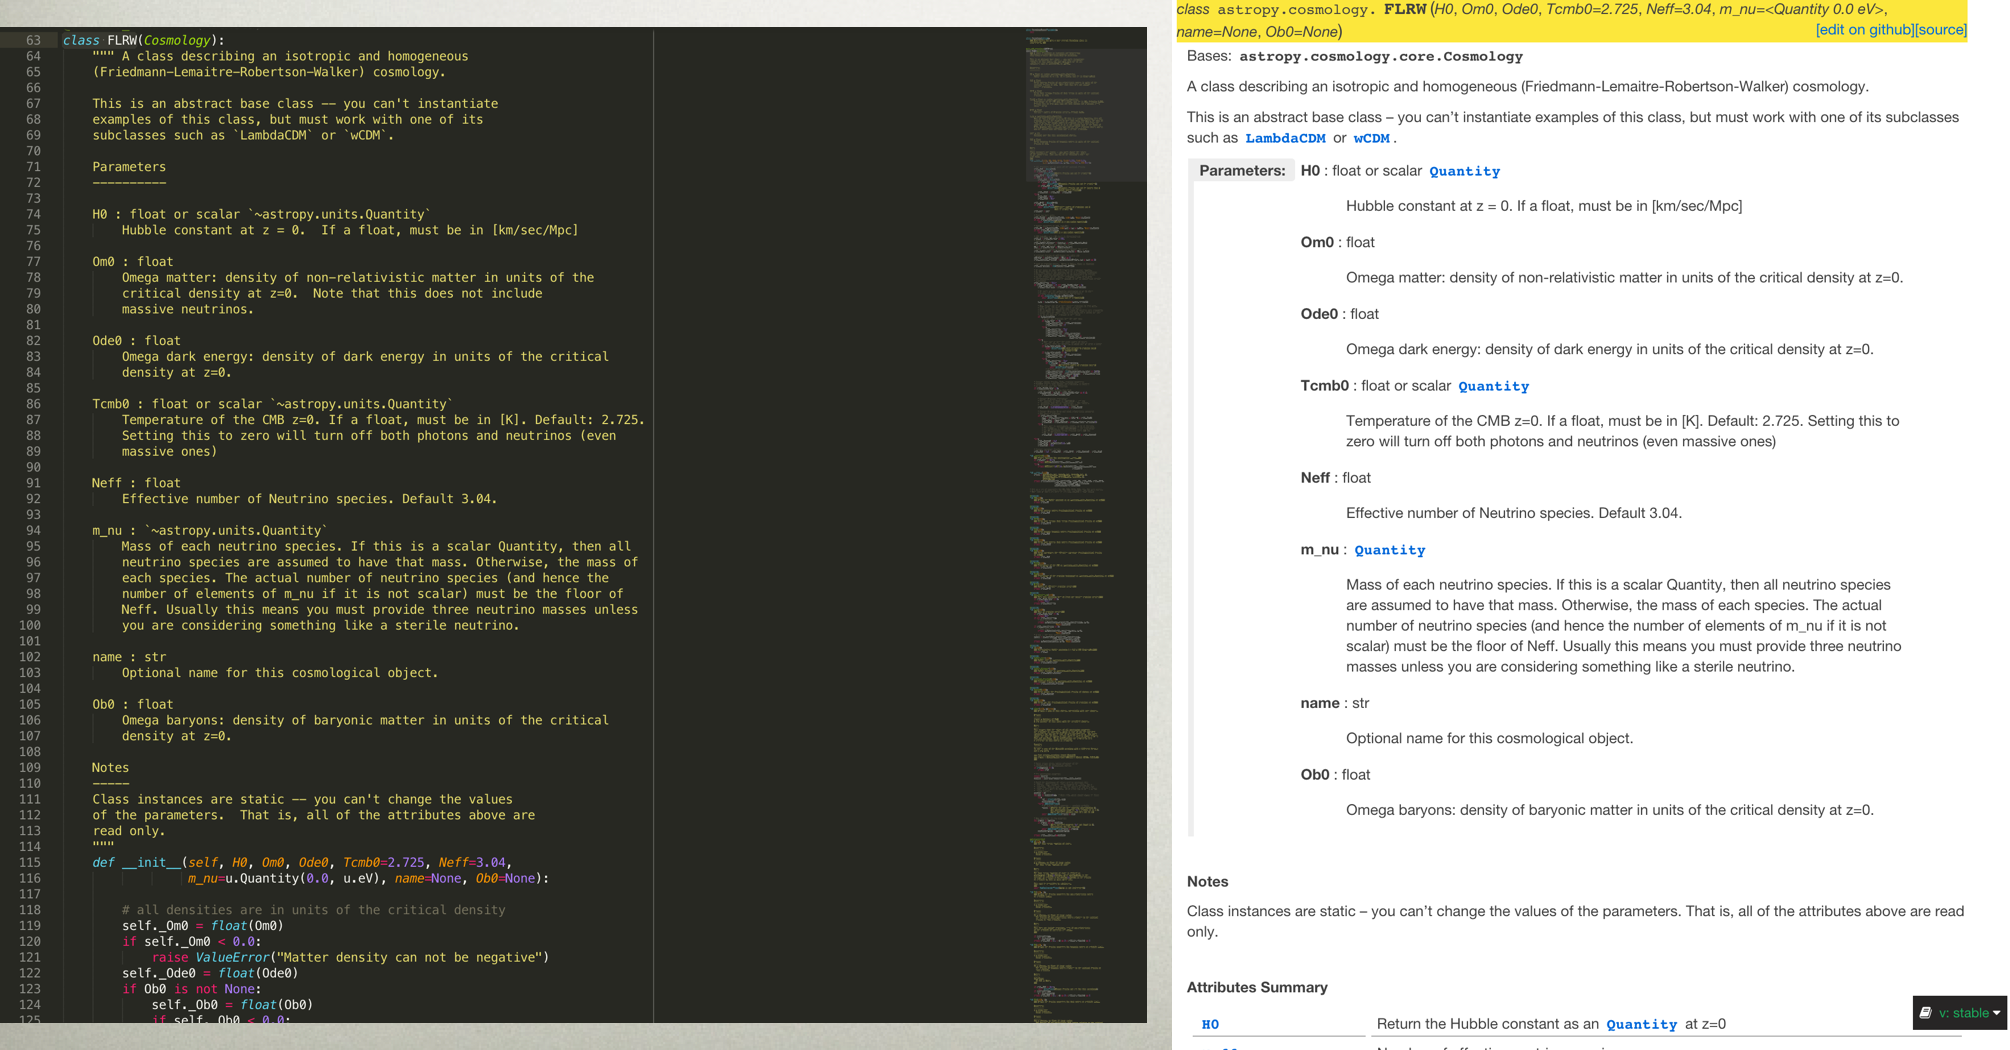 63 class FLRW(Cosmology):
64 """ A class describing an isotropic and homogeneous
65 (Friedmann-Lemaitre-Robertson-Walker) cosmology.
66
67 This is an abstract base class -- you can't instantiate
68 examples of this class, but must work with one of its
69 subclasses such as `LambdaCDM` or `wCDM`.
70
71 Parameters
72 ----------
73
74 H0 : float or scalar `~astropy.units.Quantity`
75 Hubble constant at z = 0.  If a float, must be in [km/sec/Mpc]
76
77 Om0 : float
78 Omega matter: density of non-relativistic matter in units of the
79 critical density at z=0.  Note that this does not include
80 massive neutrinos.
81
82 Ode0 : float
83 Omega dark energy: density of dark energy in units of the critical
84 density at z=0.
85
86 Tcmb0 : float or scalar `~astropy.units.Quantity`
87 Temperature of the CMB z=0. If a float, must be in [K]. Default: 2.725.
88 Setting this to zero will turn off both photons and neutrinos (even
89 massive ones)
90
91 Neff : float
92 Effective number of Neutrino species. Default 3.04.
93
94 m_nu : `~astropy.units.Quantity`
95 Mass of each neutrino species. If this is a scalar Quantity, then all
96 neutrino species are assumed to have that mass. Otherwise, the mass of
97 each species. The actual number of neutrino species (and hence the
98 number of elements of m_nu if it is not scalar) must be the floor of
99 Neff. Usually this means you must provide three neutrino masses unless
100 you are considering something like a sterile neutrino.
101
102 name : str
103 Optional name for this cosmological object.
104
105 Ob0 : float
106 Omega baryons: density of baryonic matter in units of the critical
107 density at z=0.
108
109 Notes
110 -----
111 Class instances are static -- you can't change the values
112 of the parameters.  That is, all of the attributes above are
113 read only.
114 """
115 def __init__(self, H0, Om0, Ode0, Tcmb0=2.725, Neff=3.04,
116 m_nu=u.Quantity(0.0, u.eV), name=None, Ob0=None):
117
118 # all densities are in units of the critical density
119 self._Om0 = float(Om0)
120 if self._Om0 < 0.0:
121 raise ValueError("Matter density can not be negative")
122 self._Ode0 = float(Ode0)
123 if Ob0 is not None:
124 self._Ob0 = float(Ob0)
125 if self._Ob0 < 0.0:
class astropy.cosmology. FLRW(H0, Om0, Ode0, Tcmb0=2.725, Neff=3.04, m_nu=<Quantity 0.0 eV>,
name=None, Ob0=None) [edit on github][source]
Bases: astropy.cosmology.core.Cosmology
A class describing an isotropic and homogeneous (Friedmann-Lemaitre-Robertson-Walker) cosmology.
This is an abstract base class – you can’t instantiate examples of this class, but must work with one of its subclasses
such as LambdaCDM or wCDM.
Parameters: H0 : float or scalar Quantity
Hubble constant at z = 0. If a float, must be in [km/sec/Mpc]
Om0 : float
Omega matter: density of non-relativistic matter in units of the critical density at z=0.
Ode0 : float
Omega dark energy: density of dark energy in units of the critical density at z=0.
Tcmb0 : float or scalar Quantity
Temperature of the CMB z=0. If a float, must be in [K]. Default: 2.725. Setting this to
zero will turn off both photons and neutrinos (even massive ones)
Neff : float
Effective number of Neutrino species. Default 3.04.
m_nu : Quantity
Mass of each neutrino species. If this is a scalar Quantity, then all neutrino species
are assumed to have that mass. Otherwise, the mass of each species. The actual
number of neutrino species (and hence the number of elements of m_nu if it is not
scalar) must be the floor of Neff. Usually this means you must provide three neutrino
masses unless you are considering something like a sterile neutrino.
name : str
Optional name for this cosmological object.
Ob0 : float
Omega baryons: density of baryonic matter in units of the critical density at z=0.
Notes
Class instances are static – you can’t change the values of the parameters. That is, all of the attributes above are read
only.
Attributes Summary
H0 Return the Hubble constant as an Quantity at z=0
v: stable